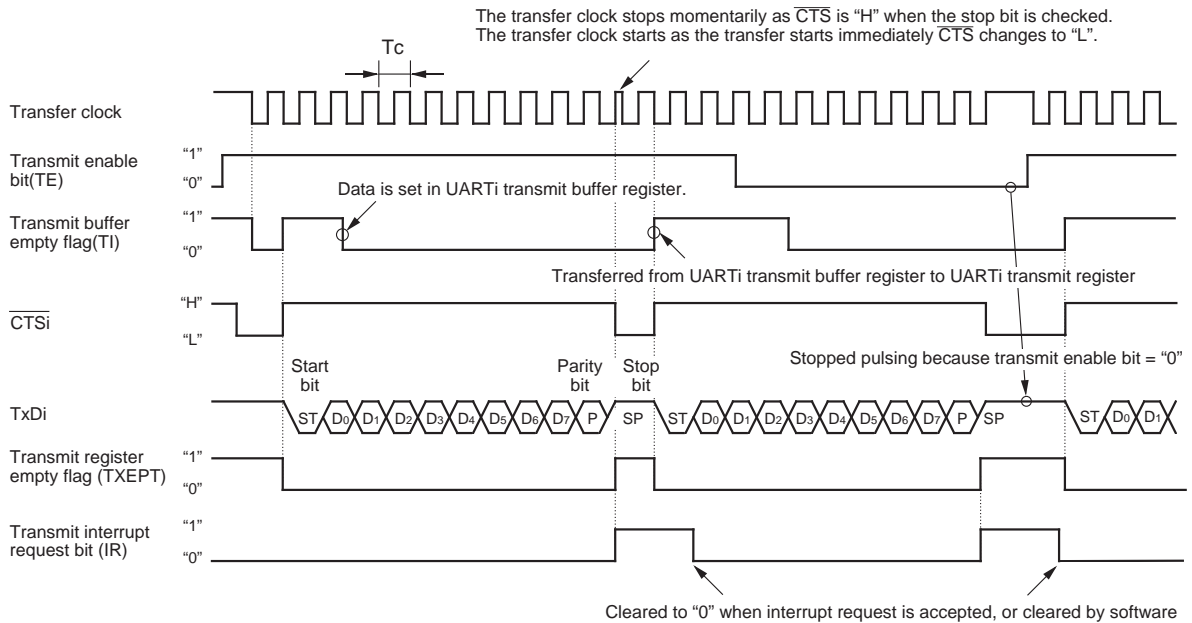 The transfer clock stops momentarily as CTS is “H” when the stop bit is checked.
The transfer clock starts as the transfer starts immediately CTS changes to “L”.
Tc
Transfer clock
Transmit enable
bit(TE)
“1”
“0”
Data is set in UARTi transmit buffer register.
Transmit buffer
empty flag(TI)
“1”
“0”
Transferred from UARTi transmit buffer register to UARTi transmit register
CTSi
“H”
“L”
Stopped pulsing because transmit enable bit = “0”
Start
bit
Parity
bit
Stop
bit
TxDi
ST D0 D1 D2 D3 D4 D5 D6 D7 P SP ST D0 D1 D2 D3 D4 D5 D6 D7 P SP ST D0 D1
Transmit register
empty flag (TXEPT)
“1”
“0”
Transmit interrupt
request bit (IR)
“1”
“0”
Cleared to “0” when interrupt request is accepted, or cleared by software